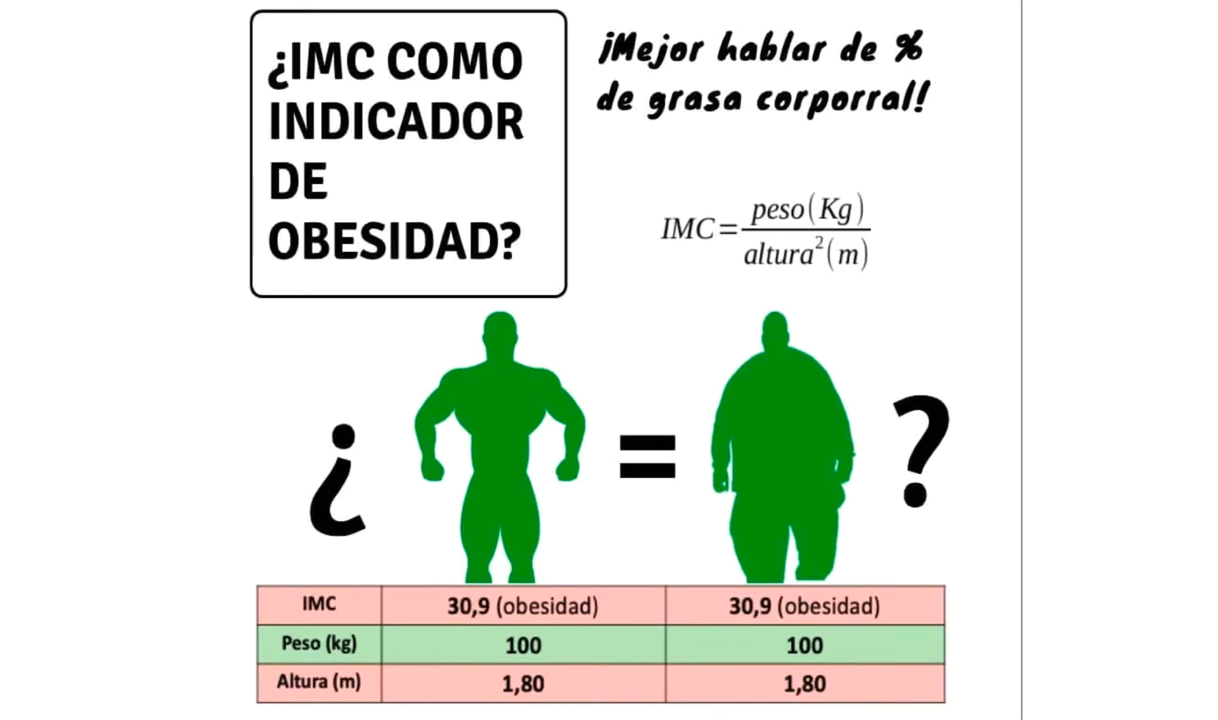 ¿IMC COMO
INDICADOR
DE
OBESIDAD?
¡Mejor hablar de %
de grasa corporral!
IMC = peso(Kg) / altura²(m)
¿ = ?
IMC 30,9 (obesidad) 30,9 (obesidad)
Peso (kg) 100 100
Altura (m) 1,80 1,80